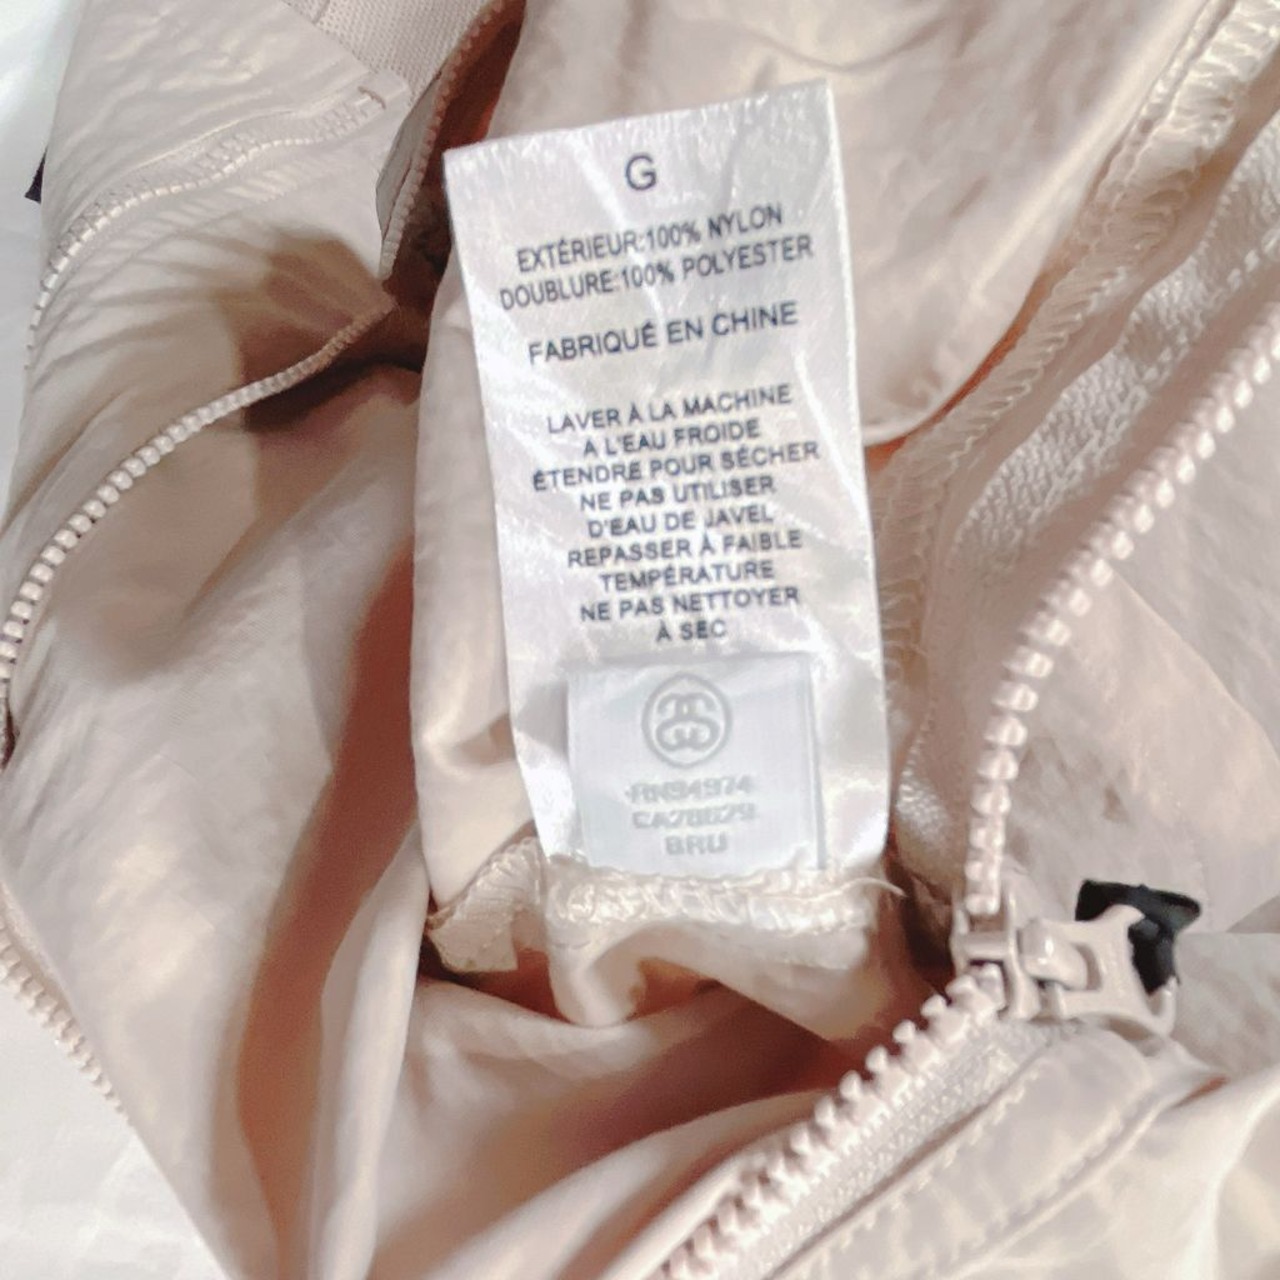 G
EXTÉRIEUR:100% NYLON
DOUBLURE:100% POLYESTER
FABRIQUÉ EN CHINE
LAVER À LA MACHINE
A L'EAU FROIDE
ÉTENDRE POUR SÉCHER
NE PAS UTILISER
D'EAU DE JAVEL
REPASSER À FAIBLE
TEMPÉRATURE
NE PAS NETTOYER
À SEC
RN94974
CA78629
BRU